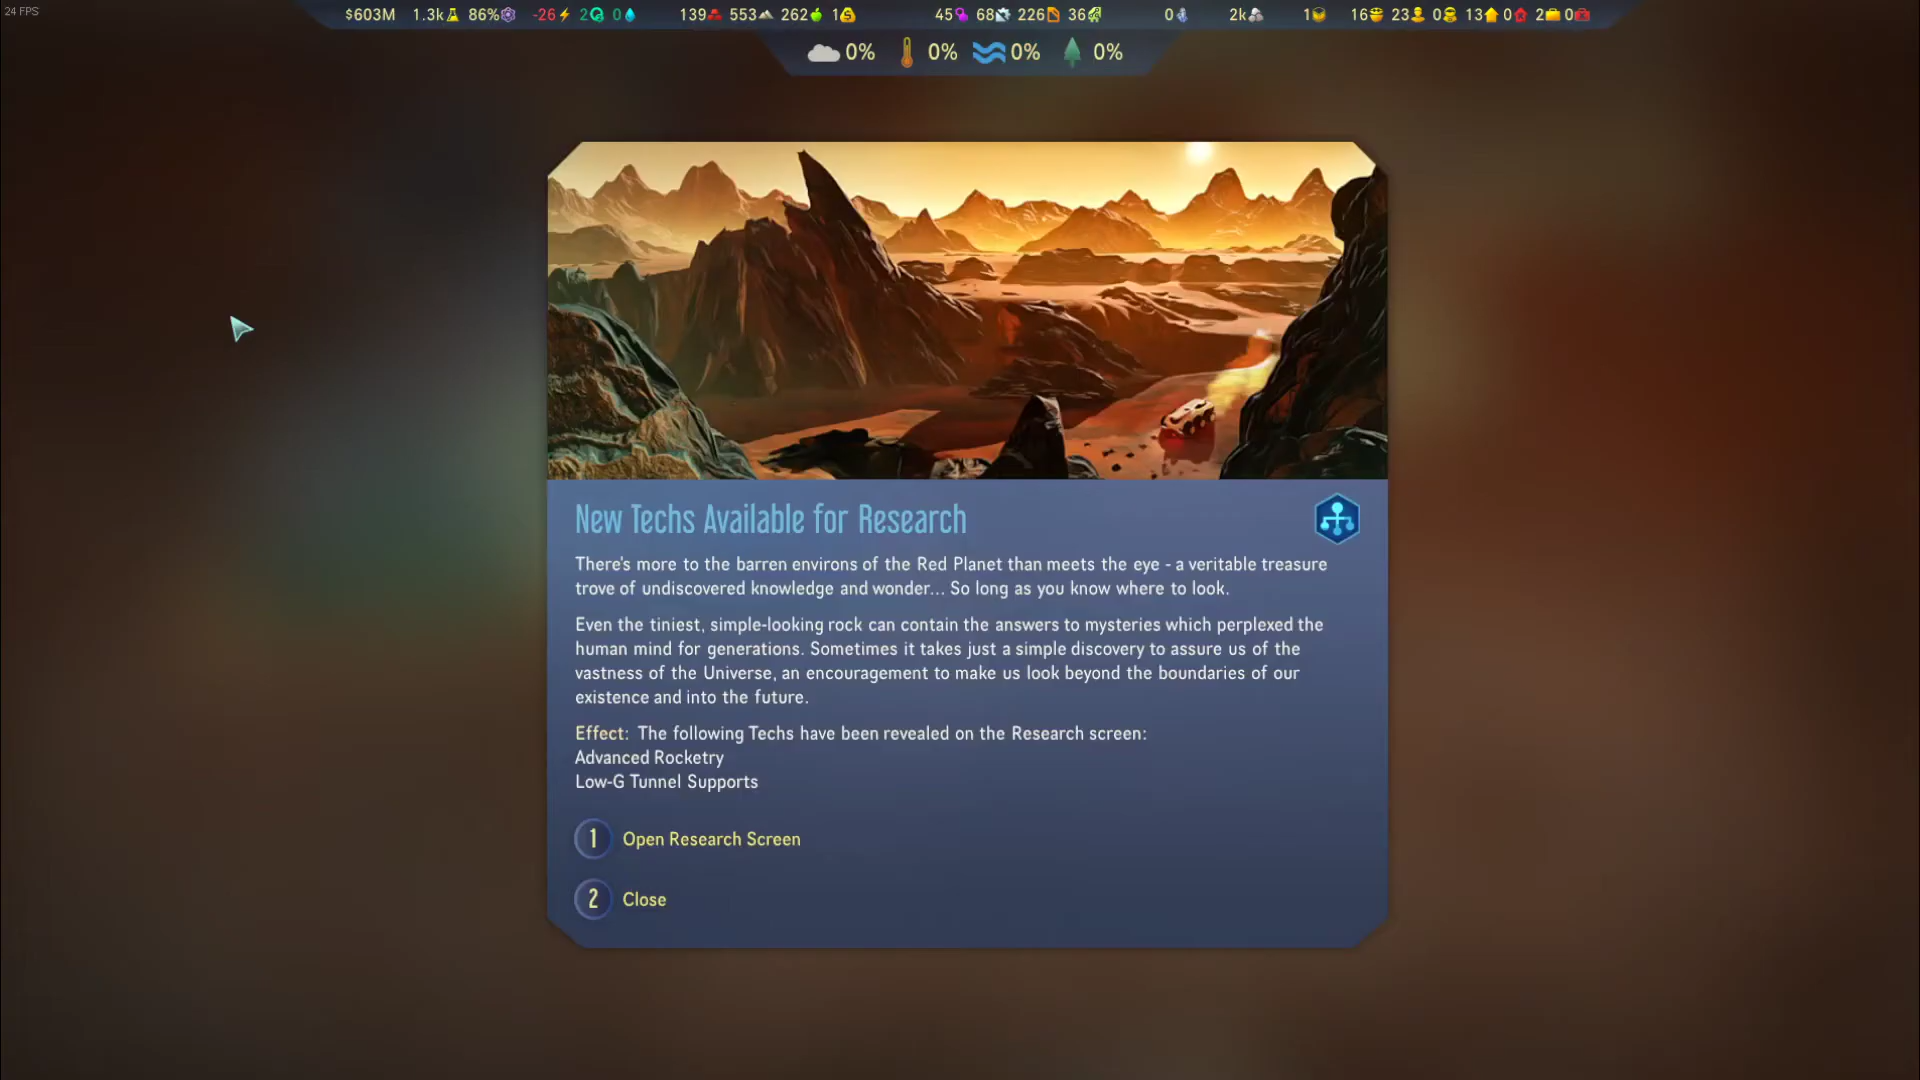 24 FPS
$603M 1.3k 86% -26 2 0 139 553 262 1 45 68 226 36 0 2k 1 16 23 0 13 0 2 0
0% 0% 0% 0%
New Techs Available for Research
There's more to the barren environs of the Red Planet than meets the eye - a veritable treasure
trove of undiscovered knowledge and wonder... So long as you know where to look.
Even the tiniest, simple-looking rock can contain the answers to mysteries which perplexed the
human mind for generations. Sometimes it takes just a simple discovery to assure us of the
vastness of the Universe, an encouragement to make us look beyond the boundaries of our
existence and into the future.
Effect: The following Techs have been revealed on the Research screen:
Advanced Rocketry
Low-G Tunnel Supports
1 Open Research Screen
2 Close